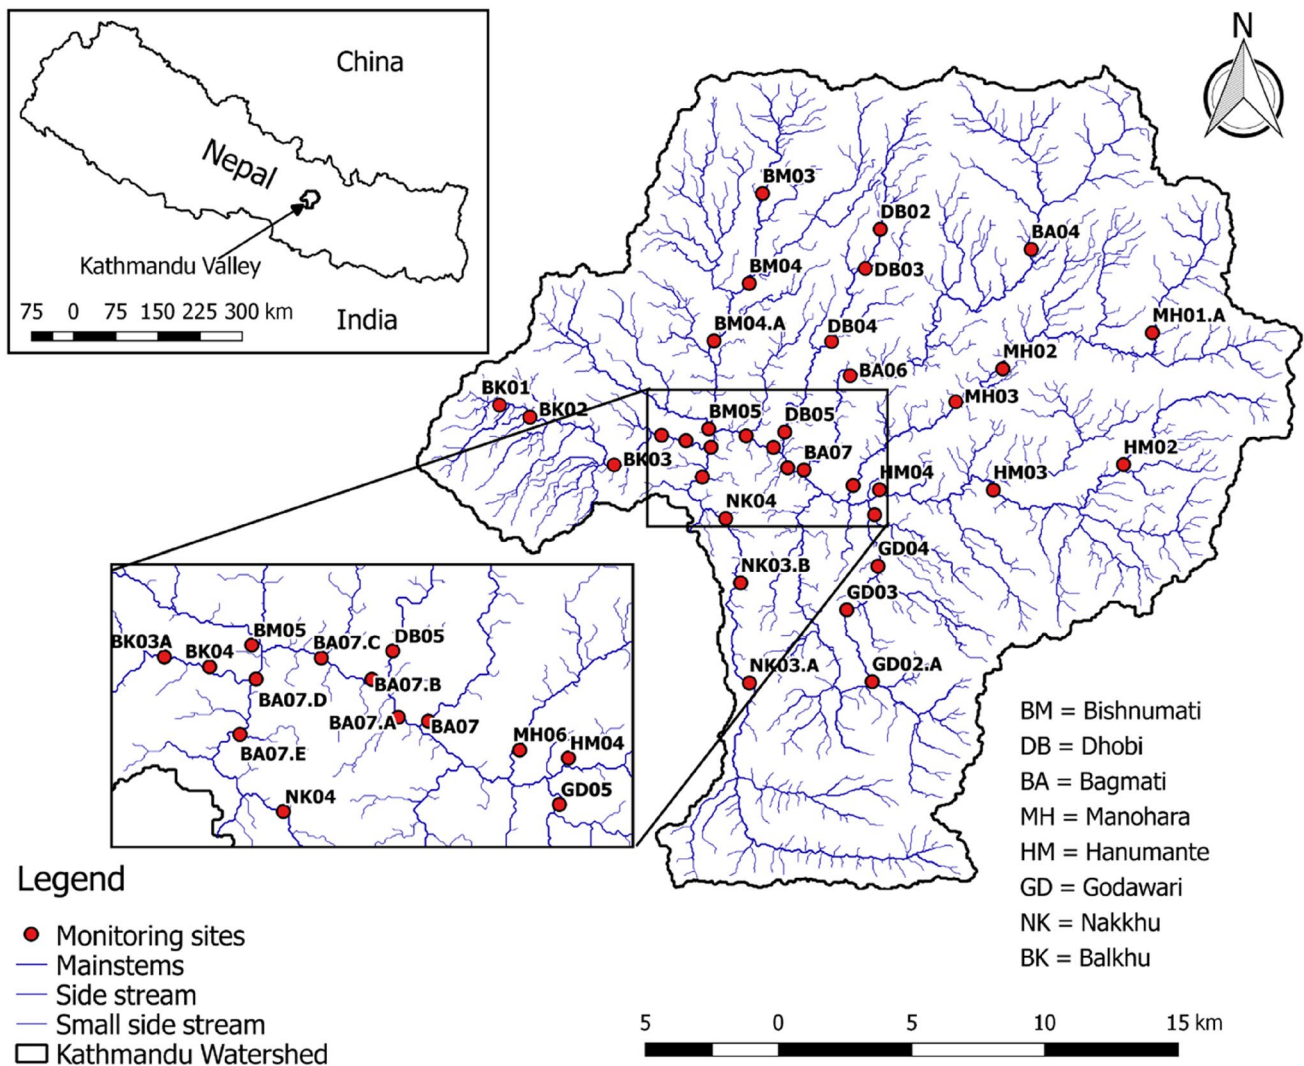 China
Nepal
Kathmandu Valley
75 0 75 150 225 300 km
India
N
BM03
DB02
BA04
BM04
DB03
MH01.A
BM04.A
DB04
MH02
BA06
BK01
MH03
BK02
BM05
DB05
HM02
BK03
BA07
HM04
HM03
NK04
GD04
NK03.B
GD03
NK03.A
GD02.A
BM05
DB05
BK03A
BA07.C
BK04
BA07.B
BA07.D
BA07.A
BA07
MH06
HM04
BA07.E
GD05
NK04
BM = Bishnumati
DB = Dhobi
BA = Bagmati
MH = Manohara
HM = Hanumante
GD = Godawari
NK = Nakkhu
BK = Balkhu
Legend
Monitoring sites
Mainstems
Side stream
Small side stream
Kathmandu Watershed
5 0 5 10 15 km